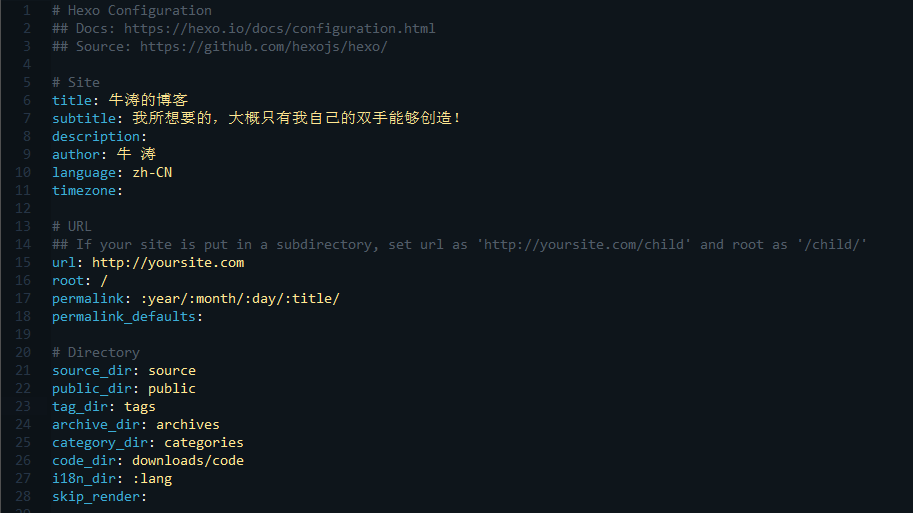 1 # Hexo Configuration
2 ## Docs: https://hexo.io/docs/configuration.html
3 ## Source: https://github.com/hexojs/hexo/
4
5 # Site
6 title: 牛涛的博客
7 subtitle: 我所想要的，大概只有我自己的双手能够创造！
8 description:
9 author: 牛 涛
10 language: zh-CN
11 timezone:
12
13 # URL
14 ## If your site is put in a subdirectory, set url as 'http://yoursite.com/child' and root as '/child/'
15 url: http://yoursite.com
16 root: /
17 permalink: :year/:month/:day/:title/
18 permalink_defaults:
19
20 # Directory
21 source_dir: source
22 public_dir: public
23 tag_dir: tags
24 archive_dir: archives
25 category_dir: categories
26 code_dir: downloads/code
27 i18n_dir: :lang
28 skip_render: